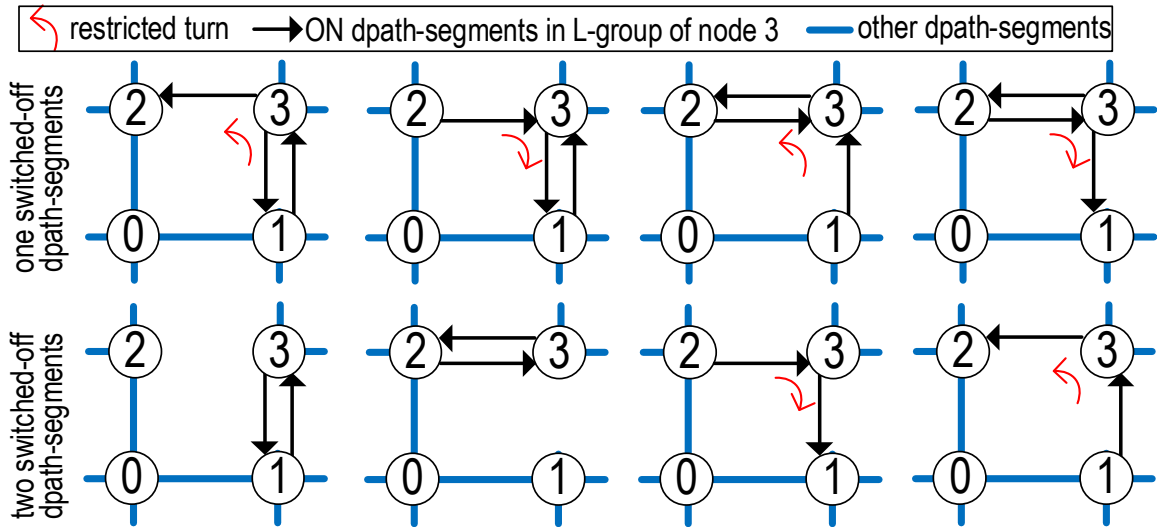 restricted turn ON dpath-segments in L-group of node 3 other dpath-segments
one switched-off
dpath-segments
2 3 2 3 2 3 2 3
0 1 0 1 0 1 0 1
two switched-off
dpath-segments
2 3 2 3 2 3 2 3
0 1 0 1 0 1 0 1